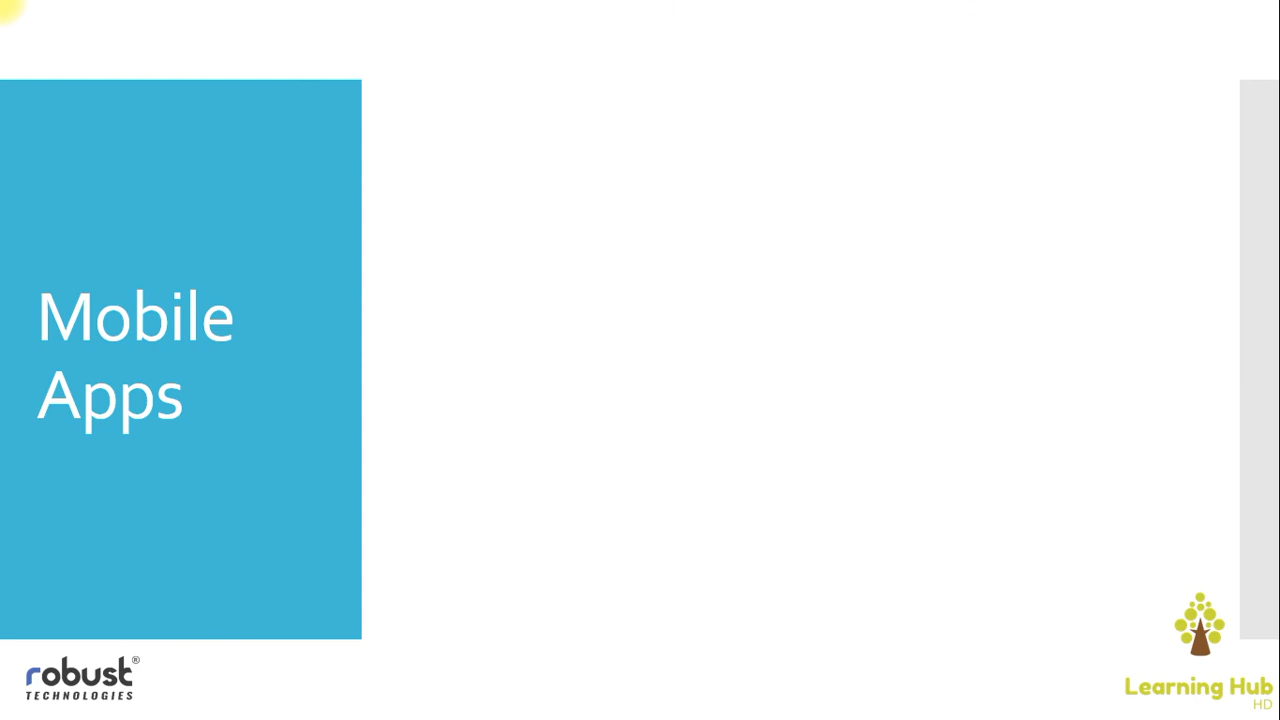 Mobile
Apps
robust®
TECHNOLOGIES
Learning Hub
HD